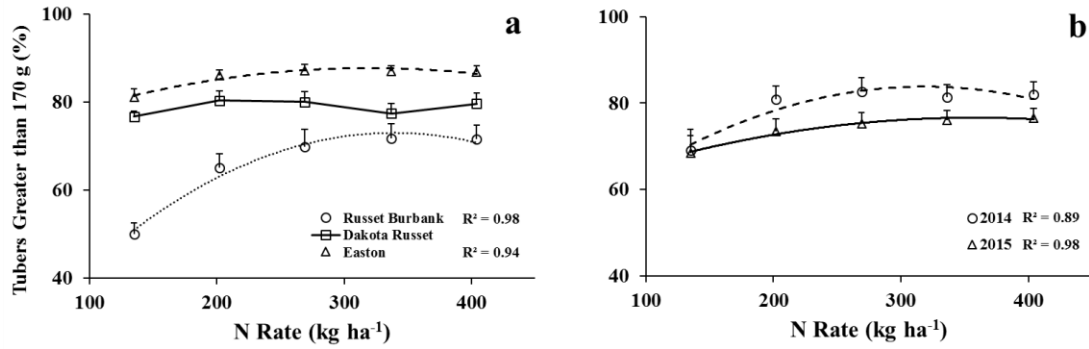 Tubers Greater than 170 g (%)
100
80
60
40
a
Russet Burbank R² = 0.98
Dakota Russet
Easton R² = 0.94
100 200 300 400
N Rate (kg ha⁻¹)
100
80
60
40
b
2014 R² = 0.89
2015 R² = 0.98
100 200 300 400
N Rate (kg ha⁻¹)